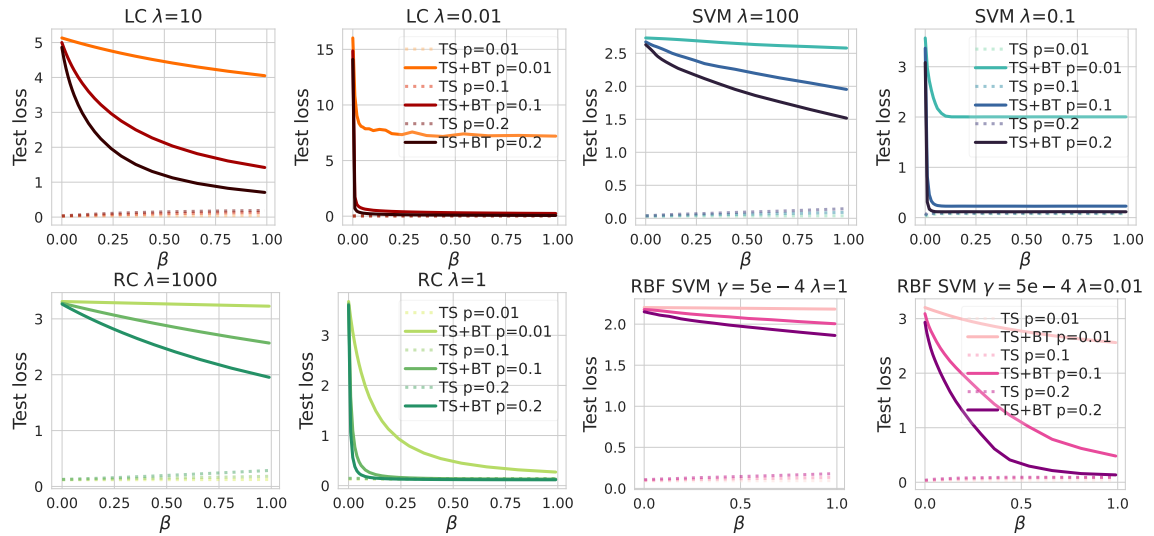 LC λ=10
Test loss
5
4
3
2
1
0
0.00 0.25 0.50 0.75 1.00
β
LC λ=0.01
Test loss
15
10
5
0
0.00 0.25 0.50 0.75 1.00
β
TS p=0.01
TS+BT p=0.01
TS p=0.1
TS+BT p=0.1
TS p=0.2
TS+BT p=0.2
SVM λ=100
Test loss
2.5
2.0
1.5
1.0
0.5
0.0
0.00 0.25 0.50 0.75 1.00
β
SVM λ=0.1
Test loss
3
2
1
0
0.00 0.25 0.50 0.75 1.00
β
TS p=0.01
TS+BT p=0.01
TS p=0.1
TS+BT p=0.1
TS p=0.2
TS+BT p=0.2
RC λ=1000
Test loss
3
2
1
0
0.00 0.25 0.50 0.75 1.00
β
RC λ=1
Test loss
3
2
1
0
0.00 0.25 0.50 0.75 1.00
β
TS p=0.01
TS+BT p=0.01
TS p=0.1
TS+BT p=0.1
TS p=0.2
TS+BT p=0.2
RBF SVM γ = 5e − 4 λ=1
Test loss
2.0
1.5
1.0
0.5
0.0
0.0 0.5 1.0
β
RBF SVM γ = 5e − 4 λ=0.01
Test loss
3
2
1
0
0.0 0.5 1.0
β
TS p=0.01
TS+BT p=0.01
TS p=0.1
TS+BT p=0.1
TS p=0.2
TS+BT p=0.2